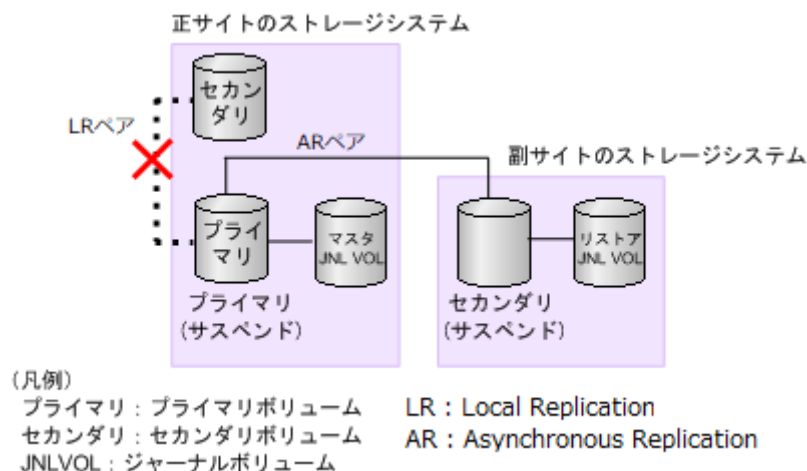 正サイトのストレージシステム
セカン
ダリ
LRペア
ARペア
副サイトのストレージシステム
プライ
マリ
マスタ
JNL VOL
リストア
JNL VOL
プライマリ
(サスペンド)
セカンダリ
(サスペンド)
(凡例)
プライマリ:プライマリボリューム
セカンダリ:セカンダリボリューム
JNLVOL:ジャーナルボリューム
LR : Local Replication
AR : Asynchronous Replication